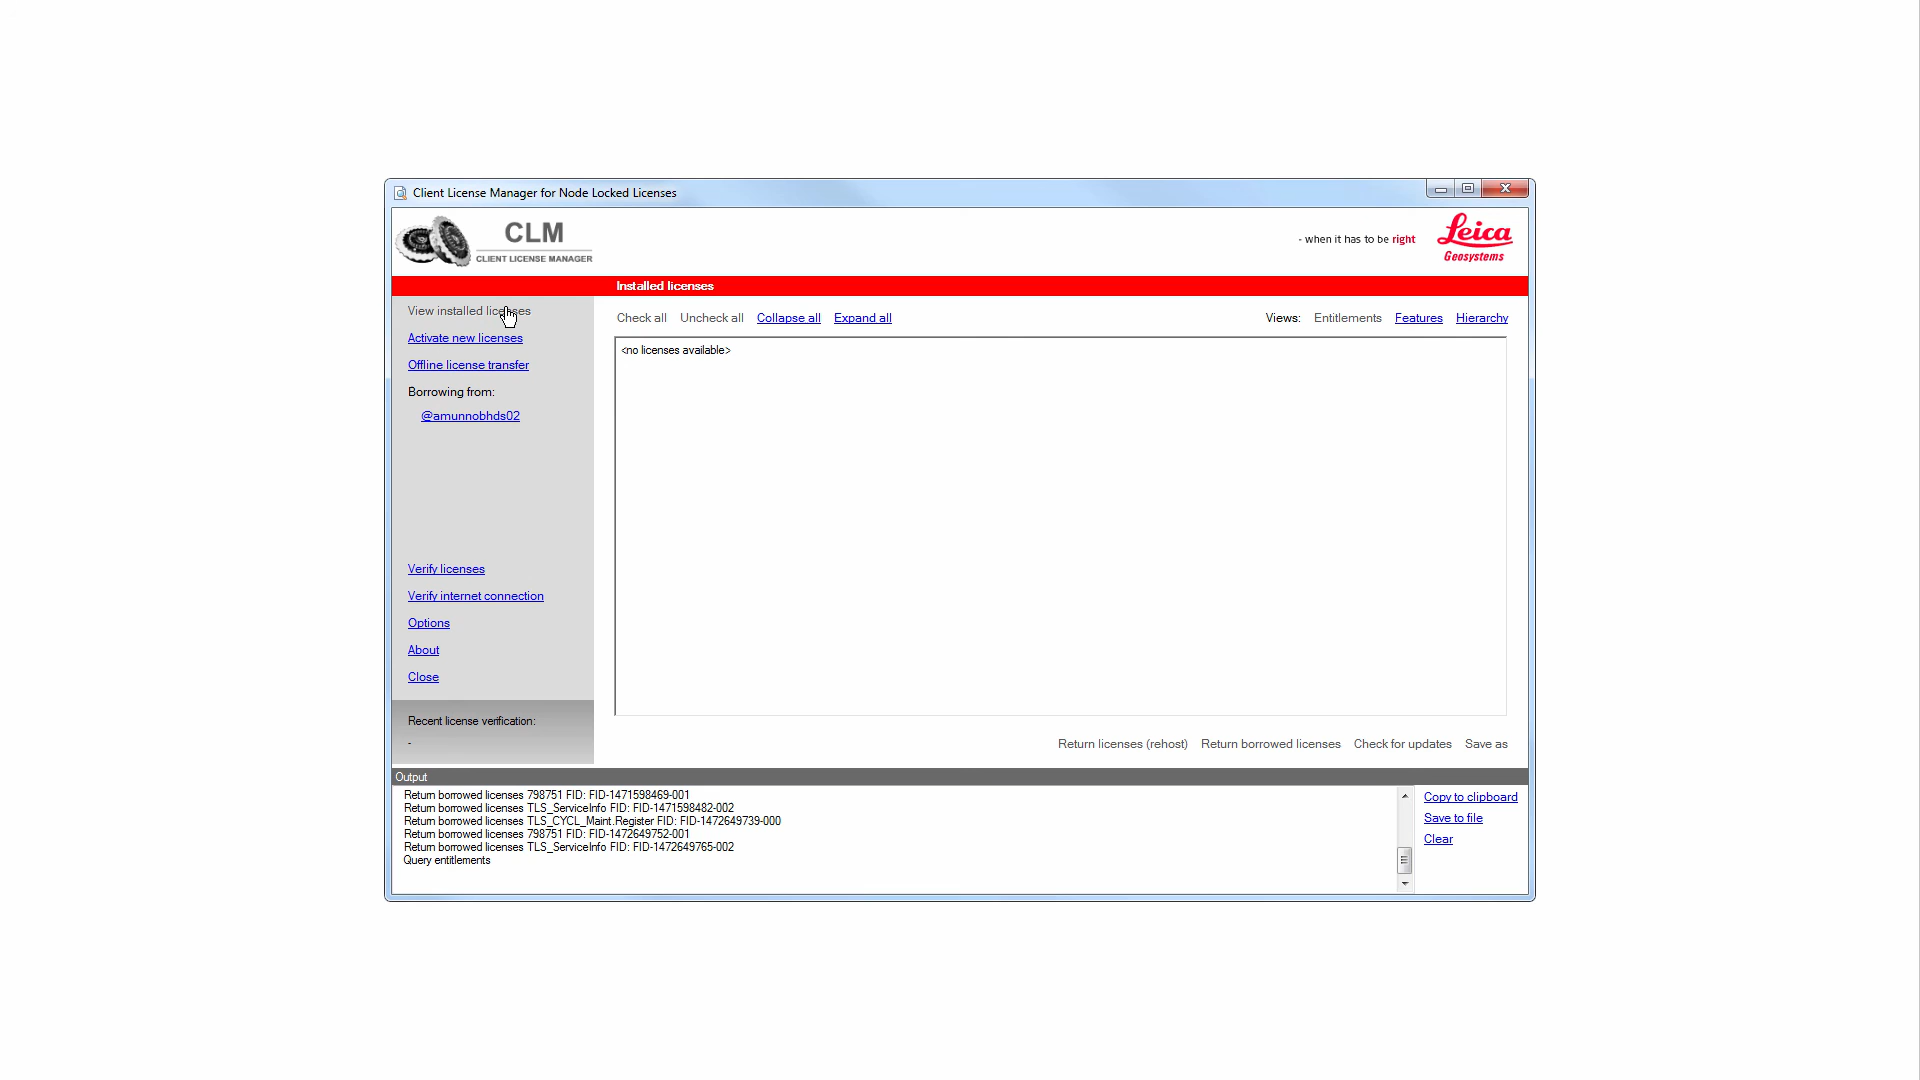 Client License Manager for Node Locked Licenses
CLM
CLIENT LICENSE MANAGER
- when it has to be right
Leica
Geosystems
Installed licenses
View installed licenses
Activate new licenses
Offline license transfer
Borrowing from:
@amunnobhds02
Verify licenses
Verify internet connection
Options
About
Close
Recent license verification:
-
Check all Uncheck all Collapse all Expand all
Views: Entitlements Features Hierarchy
<no licenses available>
Return licenses (rehost) Return borrowed licenses Check for updates Save as
Output
Return borrowed licenses 798751 FID: FID-1471598469-001
Return borrowed licenses TLS_ServiceInfo FID: FID-1471598482-002
Return borrowed licenses TLS_CYCL_Maint.Register FID: FID-1472649739-000
Return borrowed licenses 798751 FID: FID-1472649752-001
Return borrowed licenses TLS_ServiceInfo FID: FID-1472649765-002
Query entitlements
Copy to clipboard
Save to file
Clear